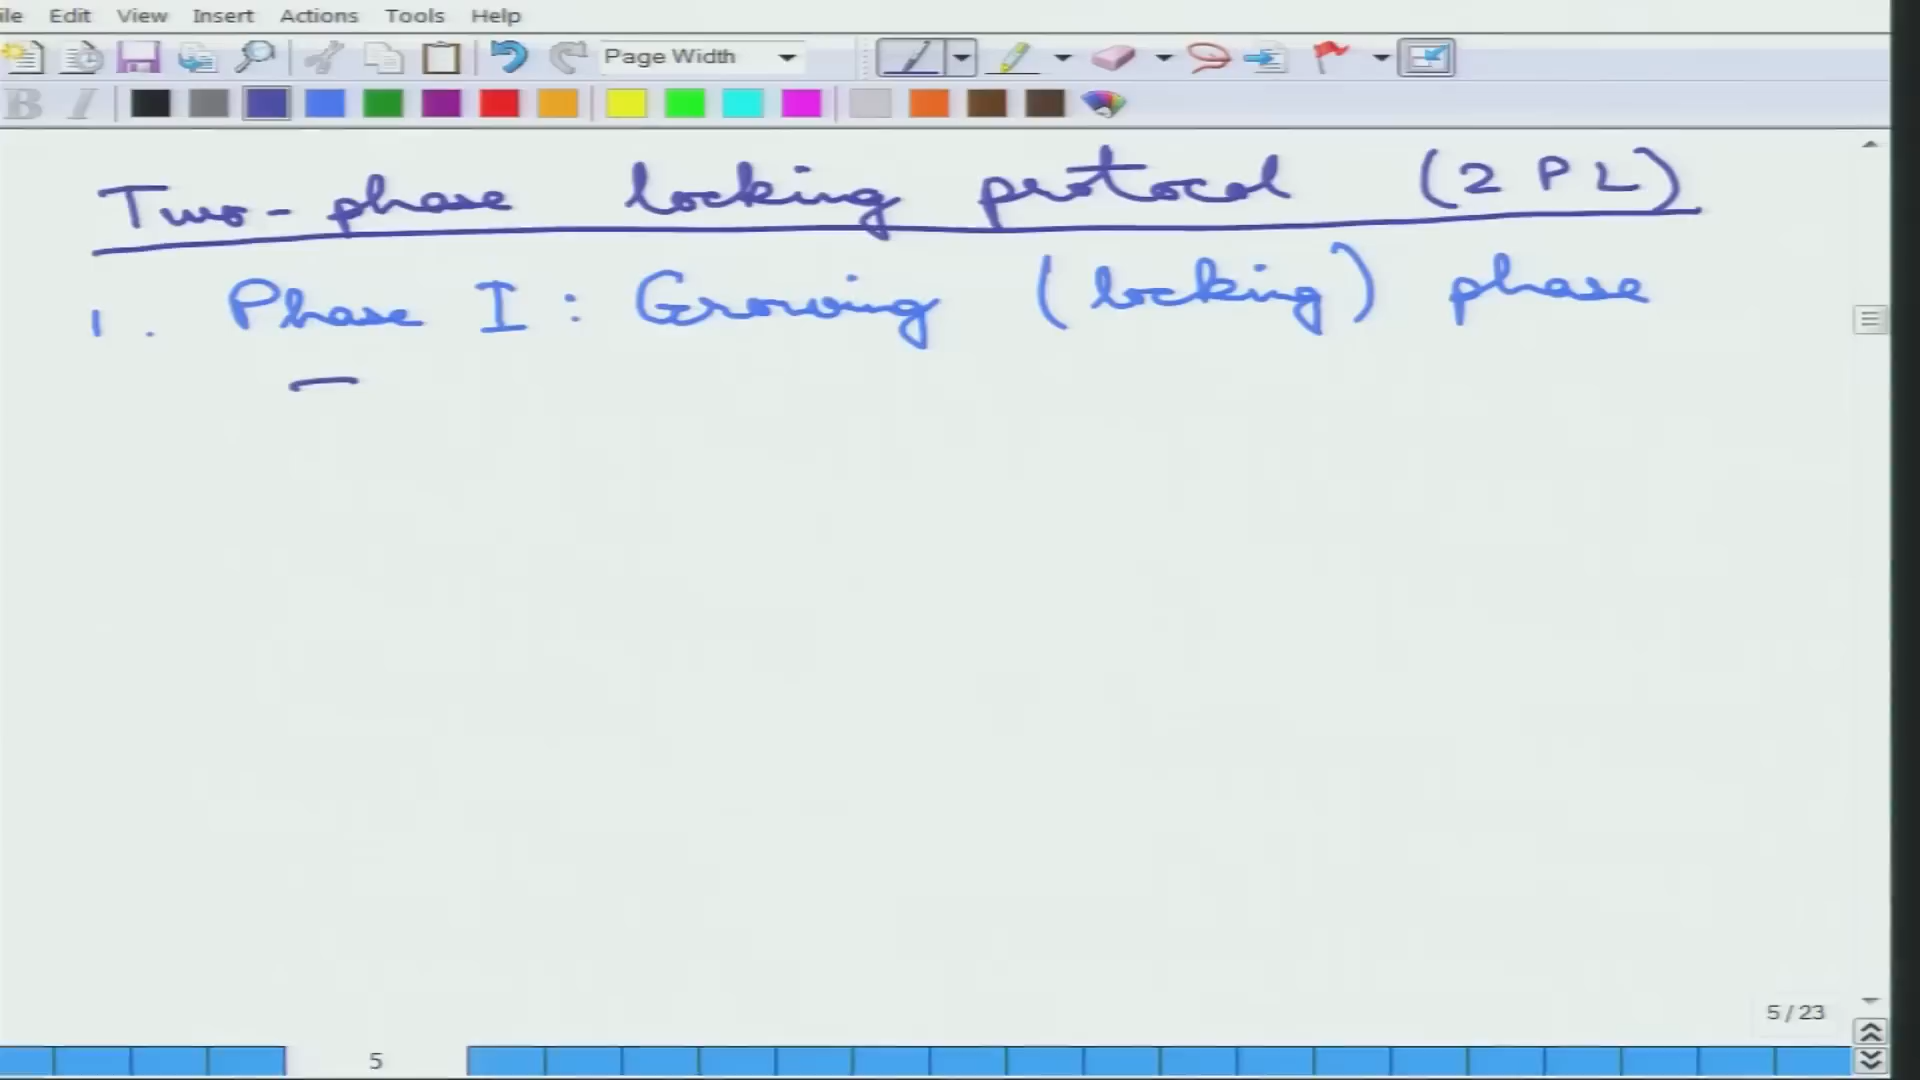 ile Edit View Insert Actions Tools Help
Page Width
B I
Two-phase locking protocol (2PL)
1. Phase I: Growing (locking) phase
–
5 / 23
5